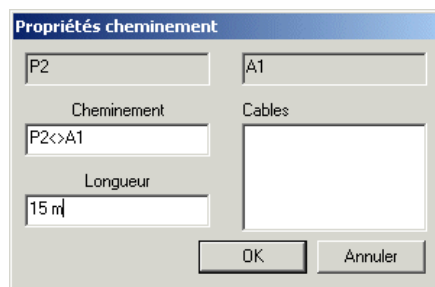 Propriétés cheminement
P2
A1
Cheminement
Cables
P2<>A1
Longueur
15 m
OK
Annuler